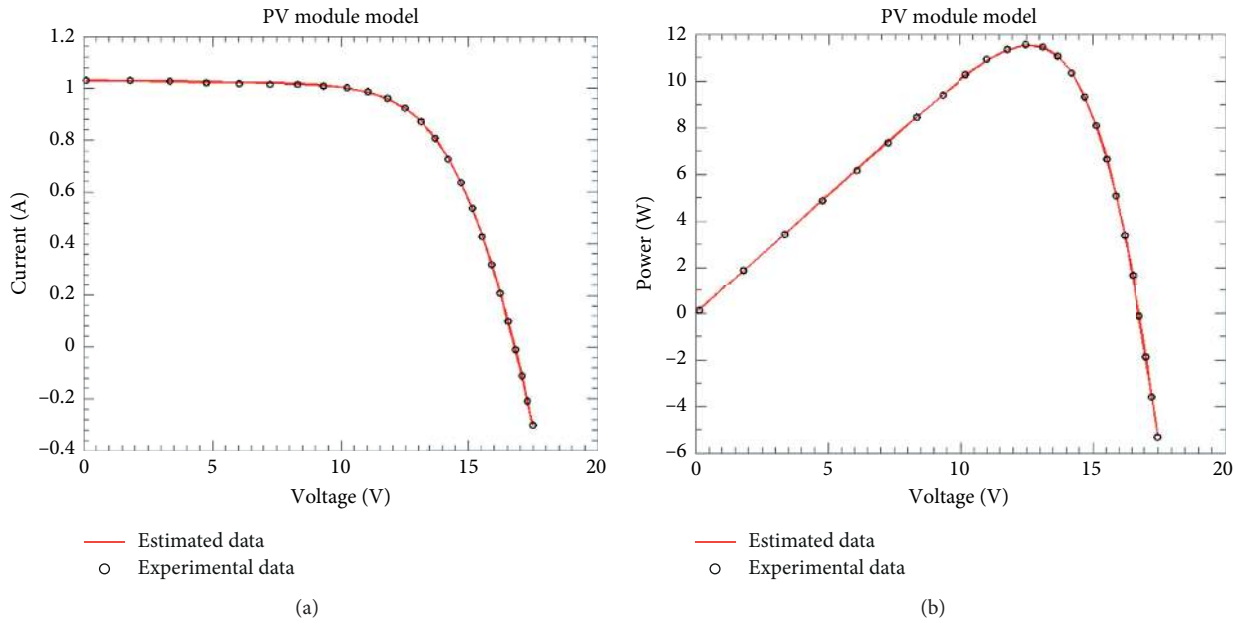 PV module model
1.2
1
0.8
0.6
0.4
0.2
0
−0.2
−0.4
Current (A)
0 5 10 15 20
Voltage (V)
Estimated data
Experimental data
(a)
PV module model
12
10
8
6
4
2
0
−2
−4
−6
Power (W)
0 5 10 15 20
Voltage (V)
Estimated data
Experimental data
(b)